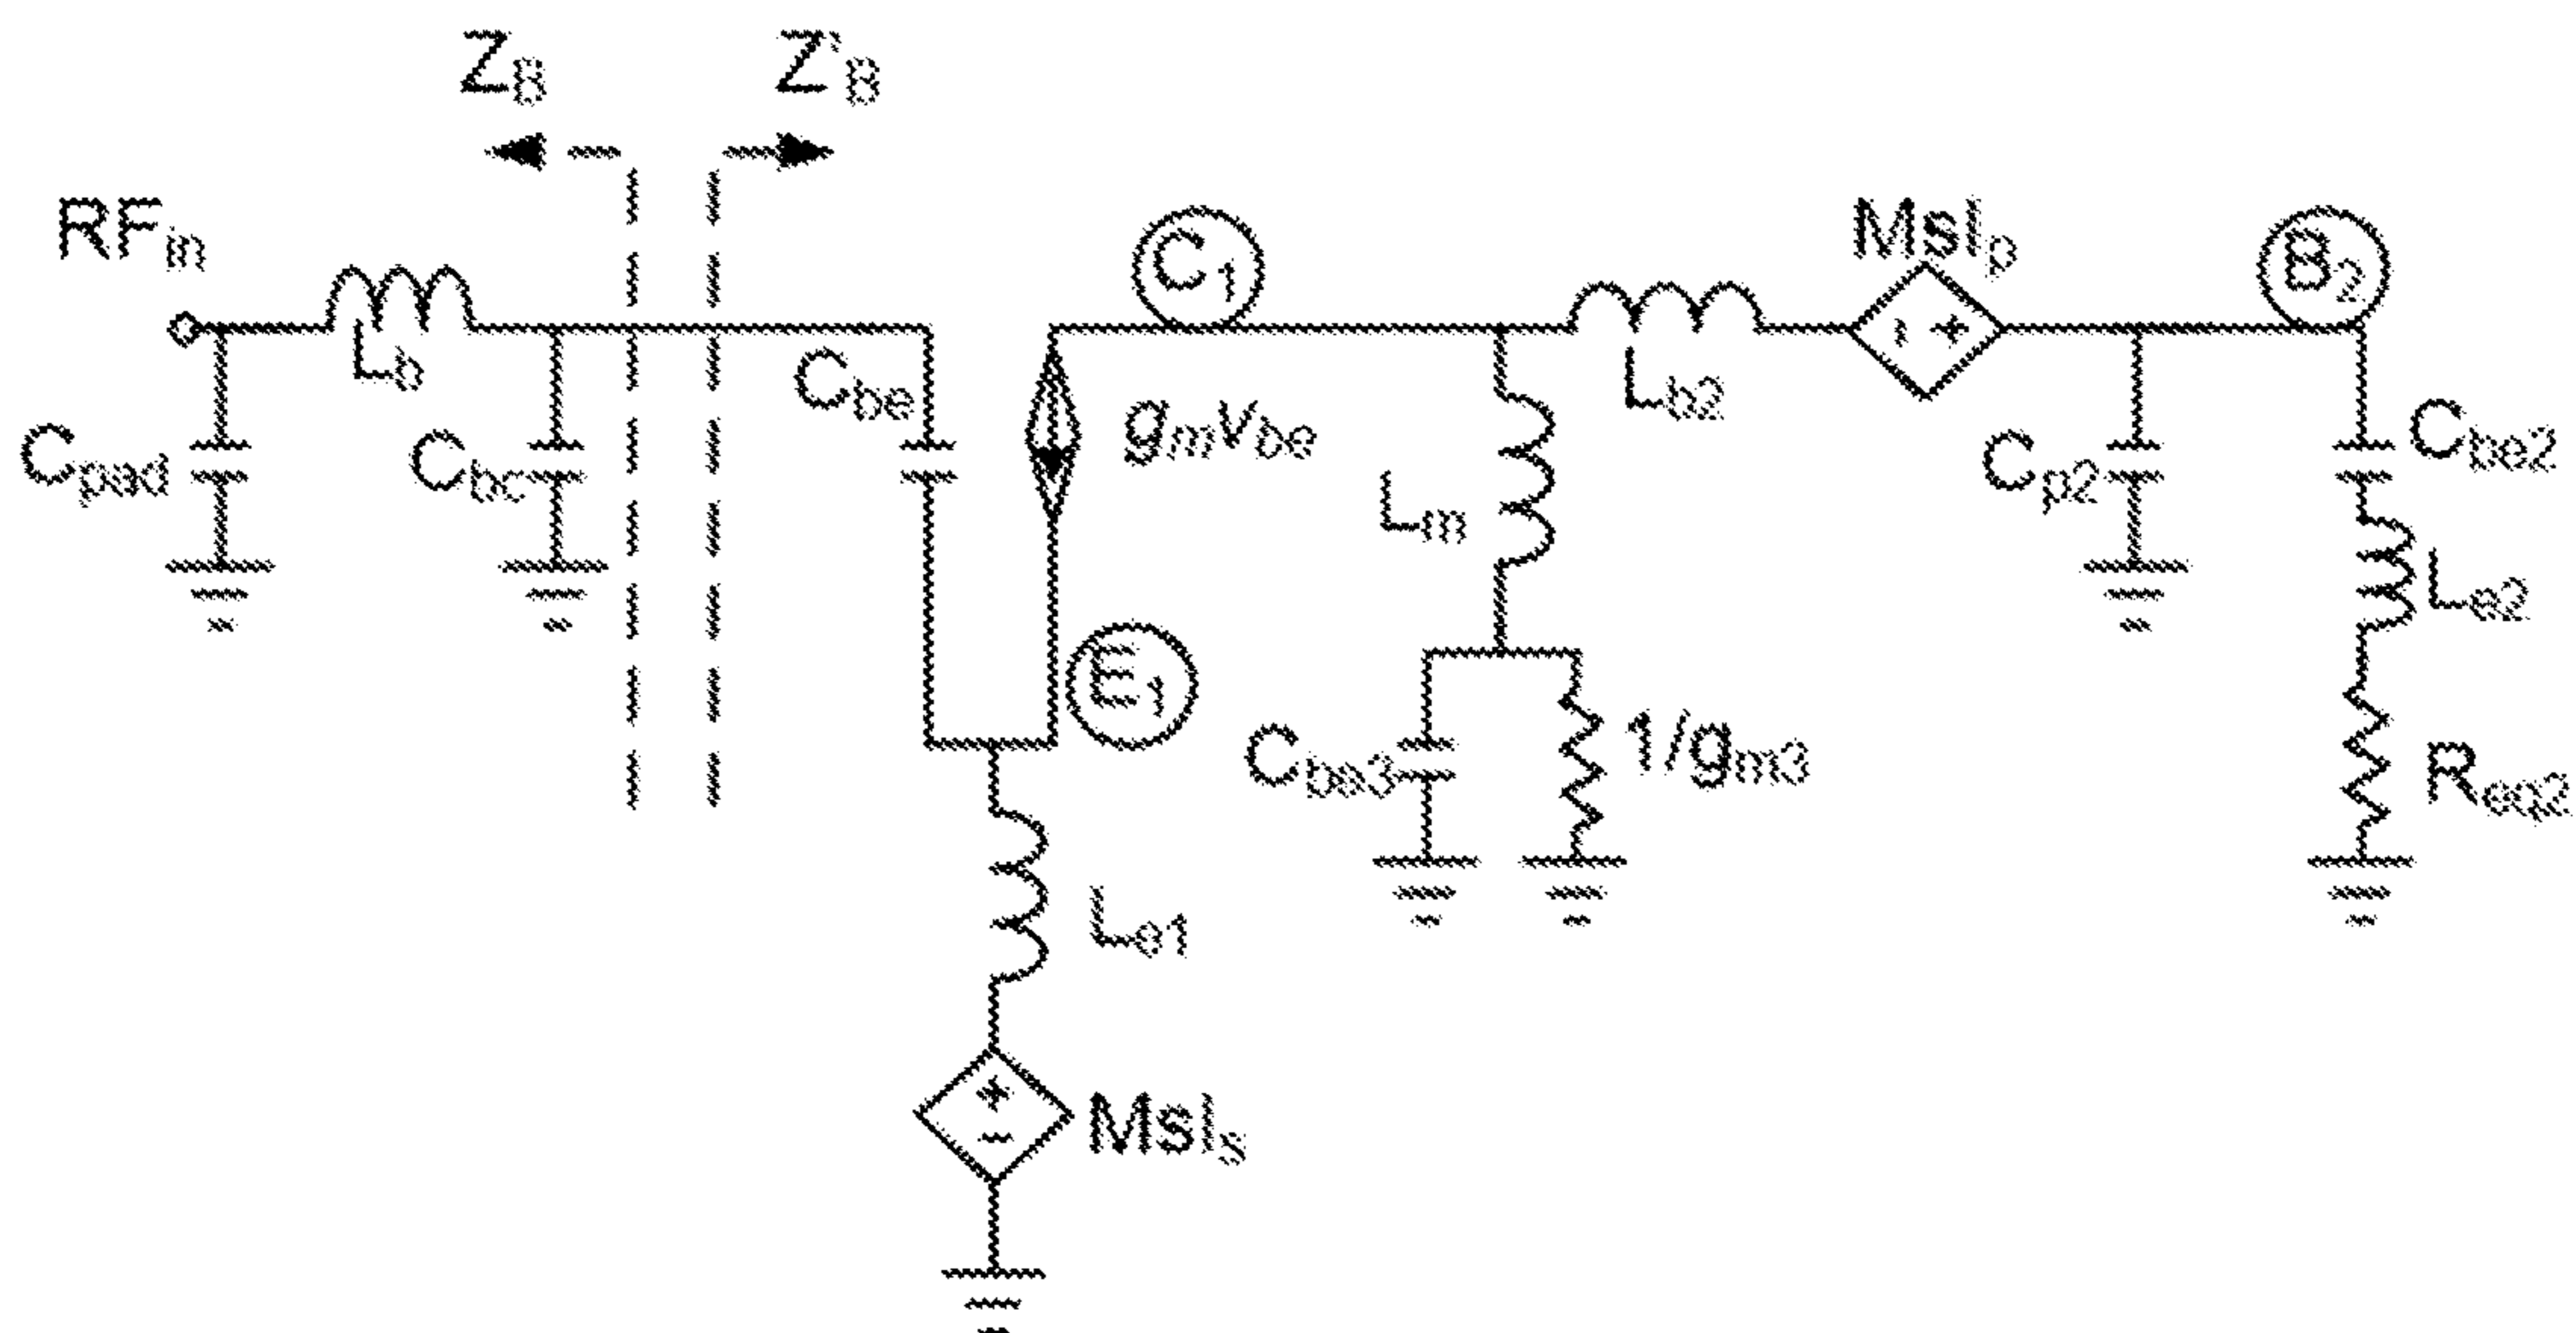 Z_B
Z`_B
RF_in
C_1
MsI_p
B_2
L_b
C_be
g_mv_be
L_b2
C_pad
C_bc
L_m
C_p2
C_be2
L_e2
E_1
C_be3
1/g_m3
R_eq2
L_e1
+
-
MsI_s
- +